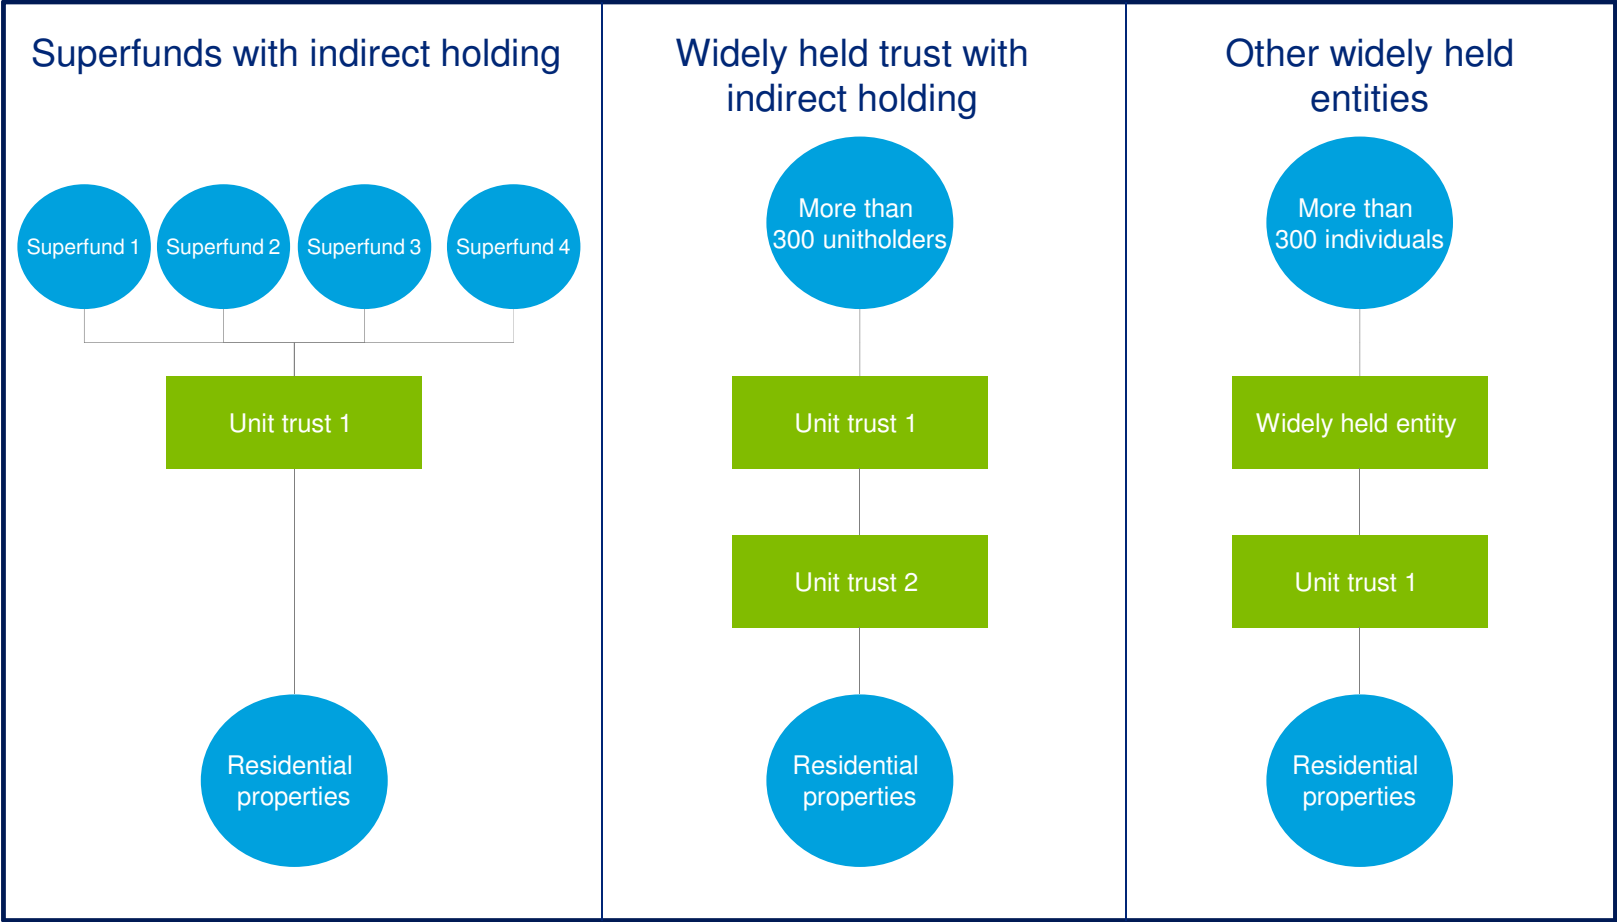 Superfunds with indirect holding
Superfund 1
Superfund 2
Superfund 3
Superfund 4
Unit trust 1
Residential
properties
Widely held trust with
indirect holding
More than
300 unitholders
Unit trust 1
Unit trust 2
Residential
properties
Other widely held
entities
More than
300 individuals
Widely held entity
Unit trust 1
Residential
properties